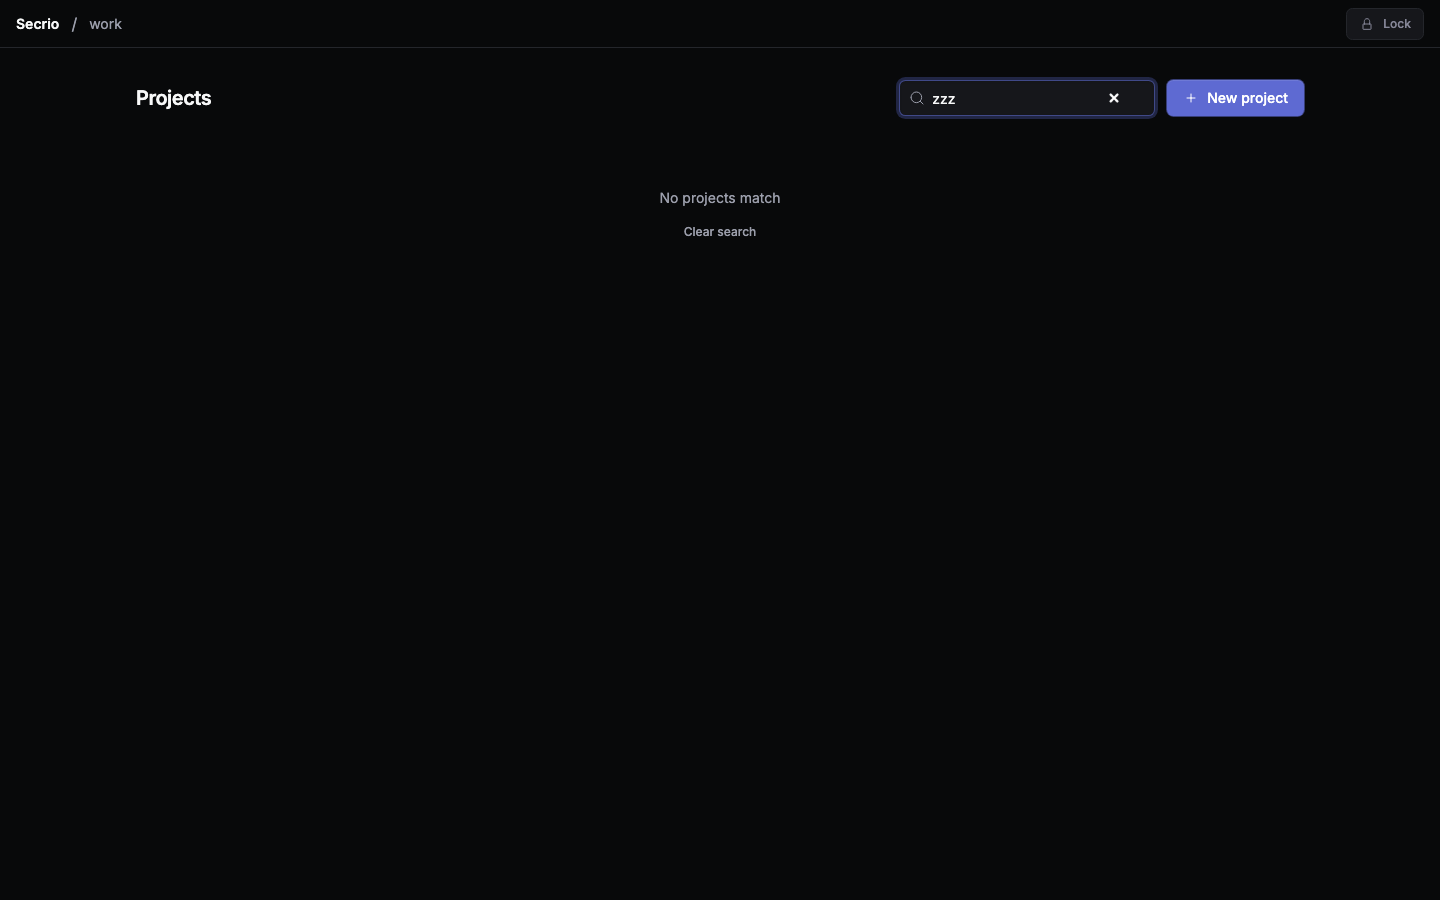 Secrio / work
Lock
Projects
zzz
New project
No projects match
Clear search